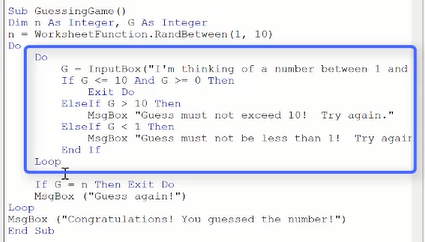 Sub GuessingGame()
Dim n As Integer, G As Integer
n = WorksheetFunction.RandBetween(1, 10)
Do
Do
G = InputBox("I'm thinking of a number between 1 and
If G <= 10 And G >= 0 Then
Exit Do
ElseIf G > 10 Then
MsgBox "Guess must not exceed 10!  Try again."
ElseIf G < 1 Then
MsgBox "Guess must not be less than 1!  Try again
End If
Loop
If G = n Then Exit Do
MsgBox ("Guess again!")
Loop
MsgBox ("Congratulations! You guessed the number!")
End Sub